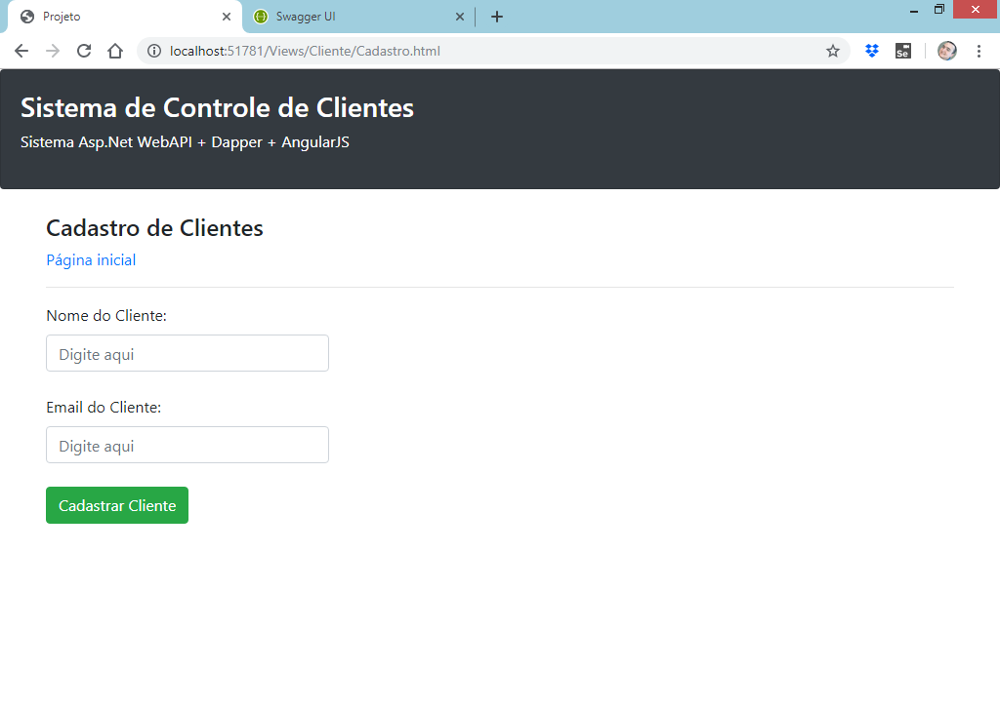 Projeto
Swagger UI
localhost:51781/Views/Cliente/Cadastro.html
Se
Sistema de Controle de Clientes
Sistema Asp.Net WebAPI + Dapper + AngularJS
Cadastro de Clientes
Página inicial
Nome do Cliente:
Digite aqui
Email do Cliente:
Digite aqui
Cadastrar Cliente